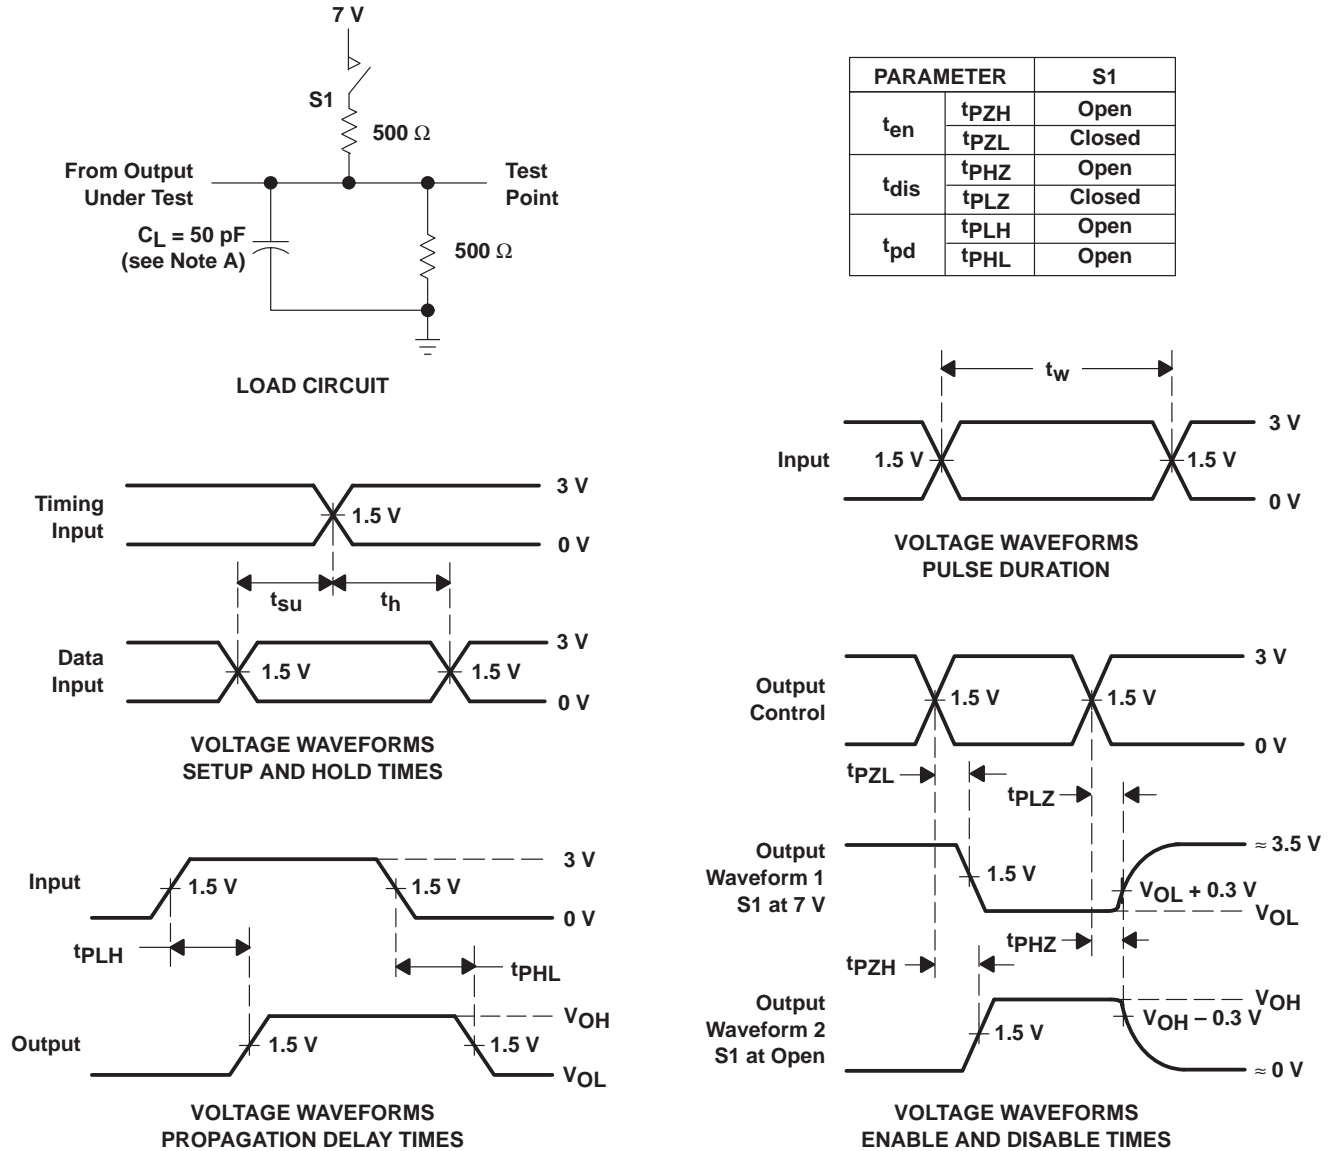 7 V
S1
500 Ω
From Output
Under Test
Test
Point
CL = 50 pF
(see Note A)
500 Ω
LOAD CIRCUIT
PARAMETER S1
ten tPZH Open
tPZL Closed
tdis tPHZ Open
tPLZ Closed
tpd tPLH Open
tPHL Open
tw
Input 1.5 V 1.5 V 3 V
0 V
VOLTAGE WAVEFORMS
PULSE DURATION
Timing
Input
1.5 V
3 V
0 V
tsu th
Data
Input
1.5 V 1.5 V
3 V
0 V
VOLTAGE WAVEFORMS
SETUP AND HOLD TIMES
Input
1.5 V 1.5 V
3 V
0 V
tPLH
tPHL
Output
1.5 V 1.5 V
VOH
VOL
VOLTAGE WAVEFORMS
PROPAGATION DELAY TIMES
Output
Control
1.5 V 1.5 V
3 V
0 V
tPZL
tPLZ
Output
Waveform 1
S1 at 7 V
1.5 V
≈ 3.5 V
VOL + 0.3 V
VOL
tPHZ
tPZH
Output
Waveform 2
S1 at Open
1.5 V
VOH
VOH – 0.3 V
≈ 0 V
VOLTAGE WAVEFORMS
ENABLE AND DISABLE TIMES